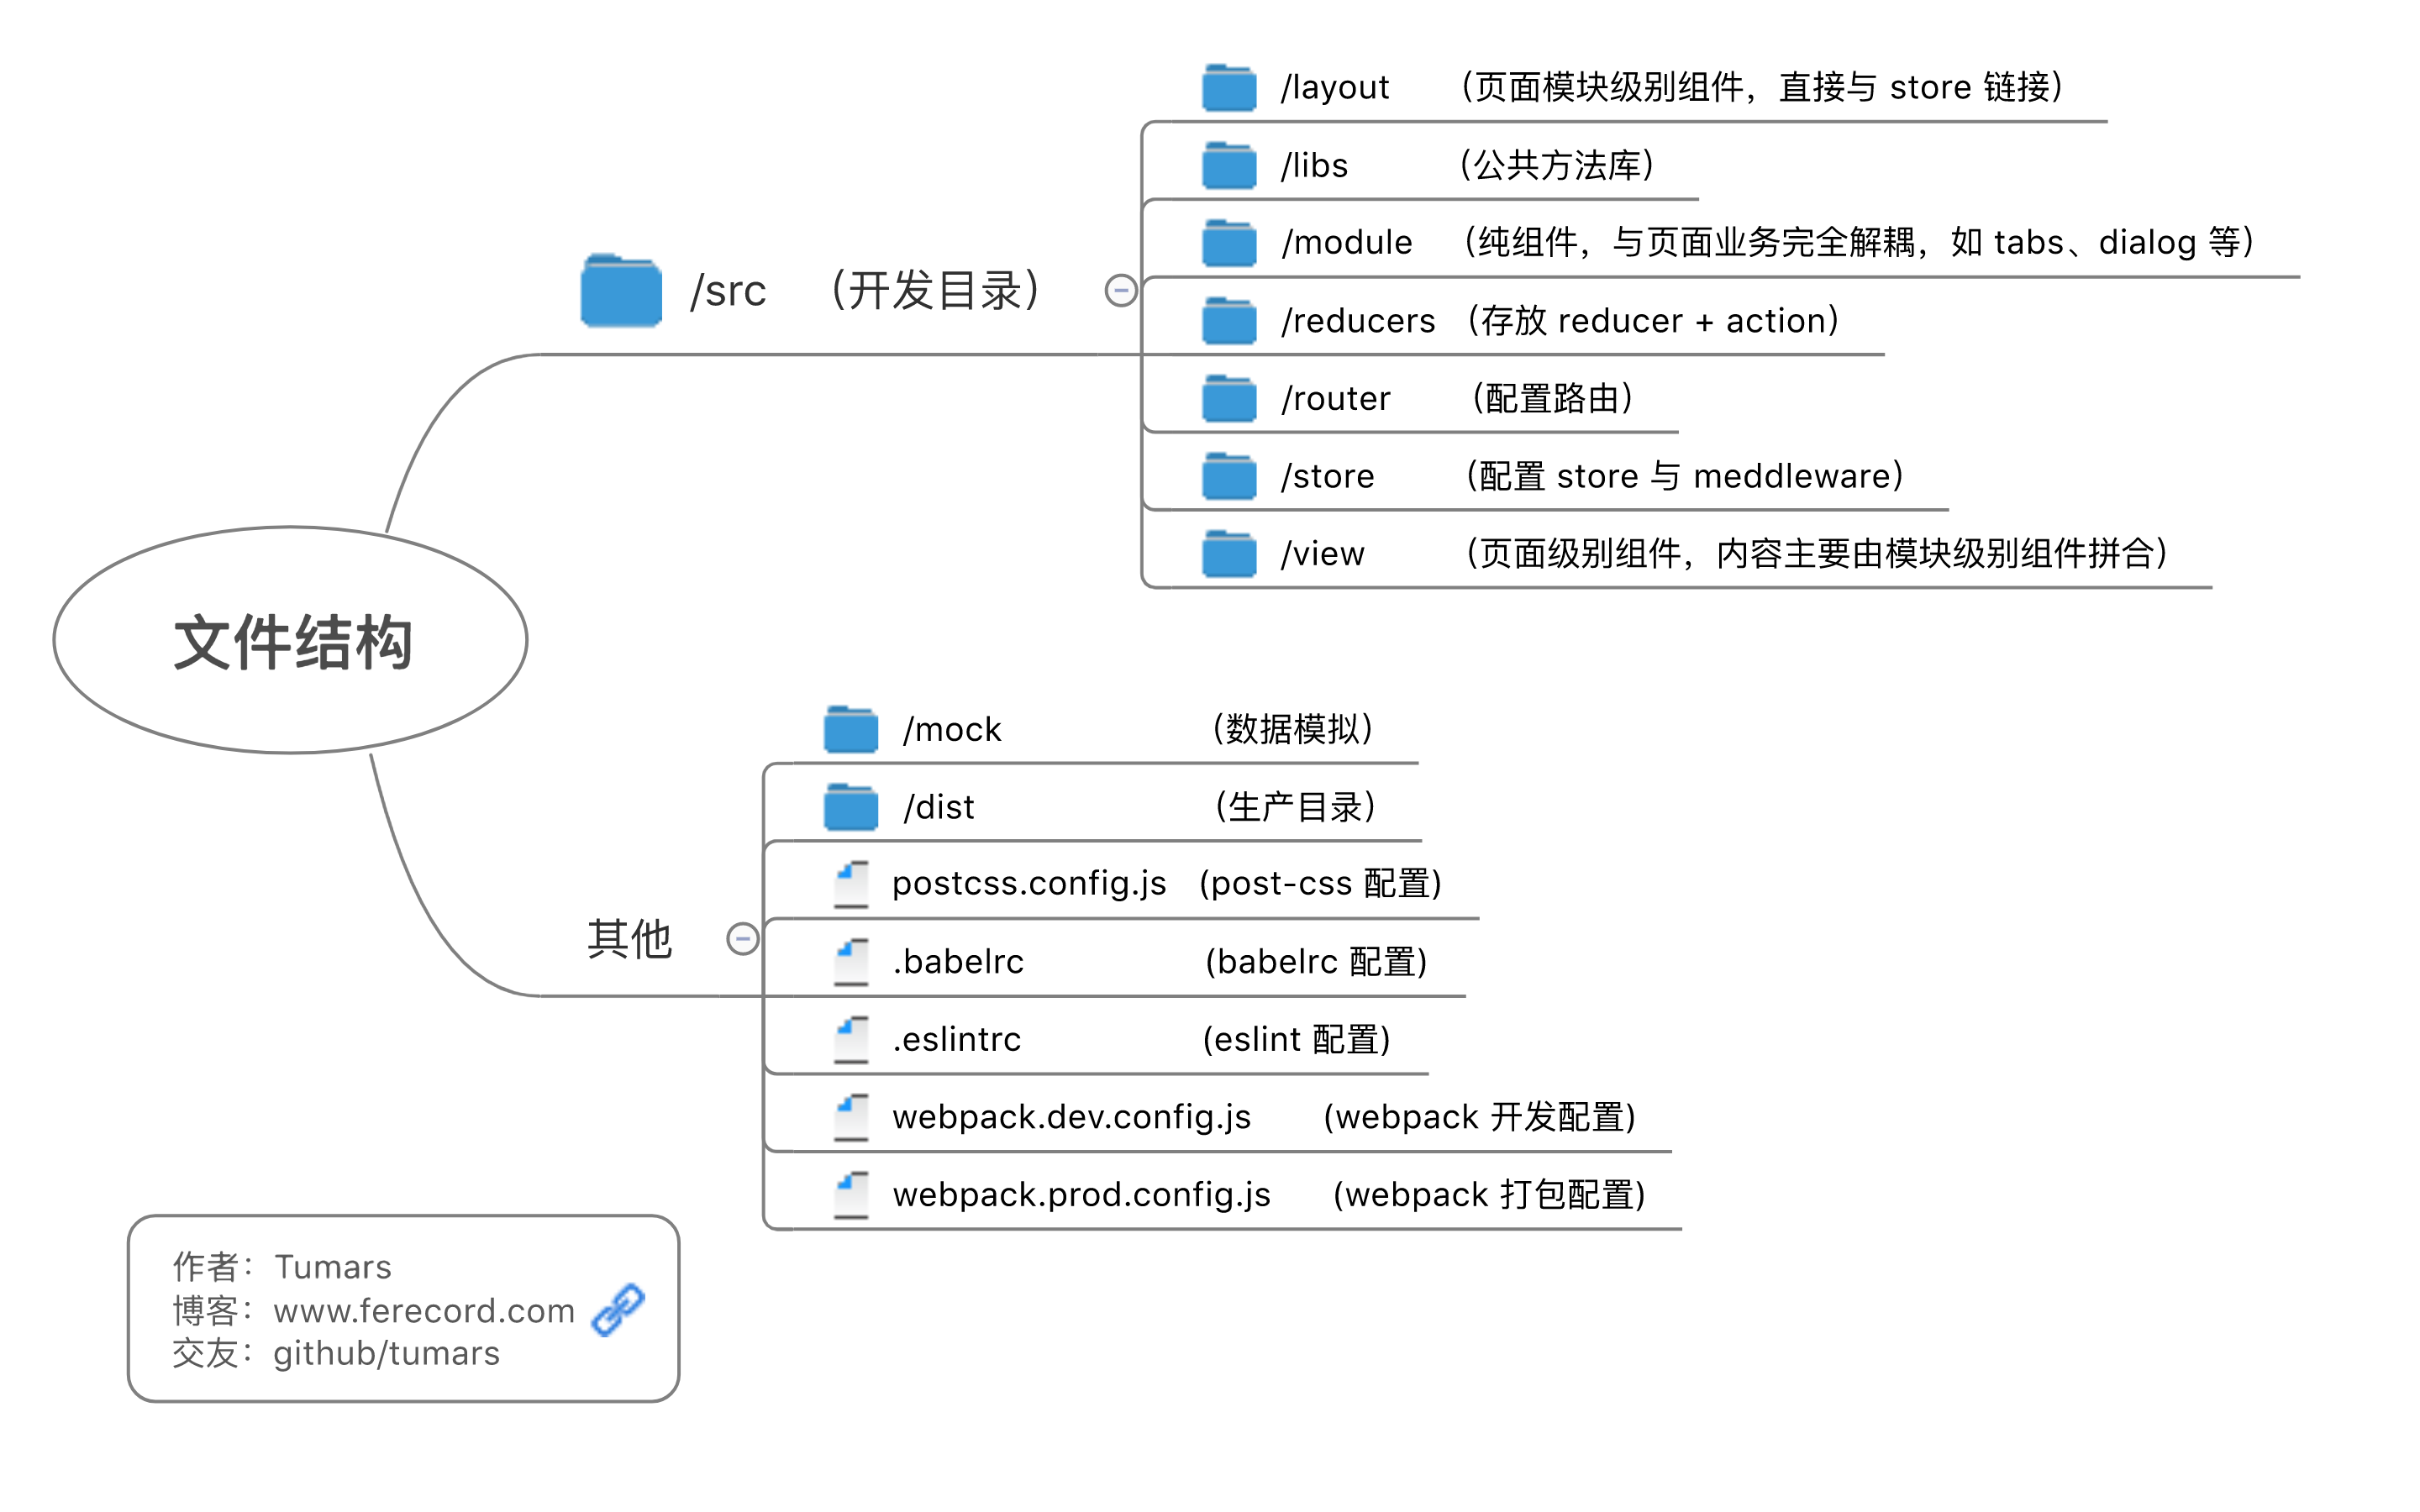 文件结构
/src （开发目录）
/layout （页面模块级别组件，直接与 store 链接）
/libs （公共方法库）
/module （纯组件，与页面业务完全解耦，如 tabs、dialog 等）
/reducers （存放 reducer + action）
/router （配置路由）
/store （配置 store 与 meddleware）
/view （页面级别组件，内容主要由模块级别组件拼合）
其他
/mock （数据模拟）
/dist （生产目录）
postcss.config.js (post-css 配置)
.babelrc (babelrc 配置)
.eslintrc (eslint 配置)
webpack.dev.config.js (webpack 开发配置)
webpack.prod.config.js (webpack 打包配置)
作者：Tumars
博客：www.ferecord.com
交友：github/tumars